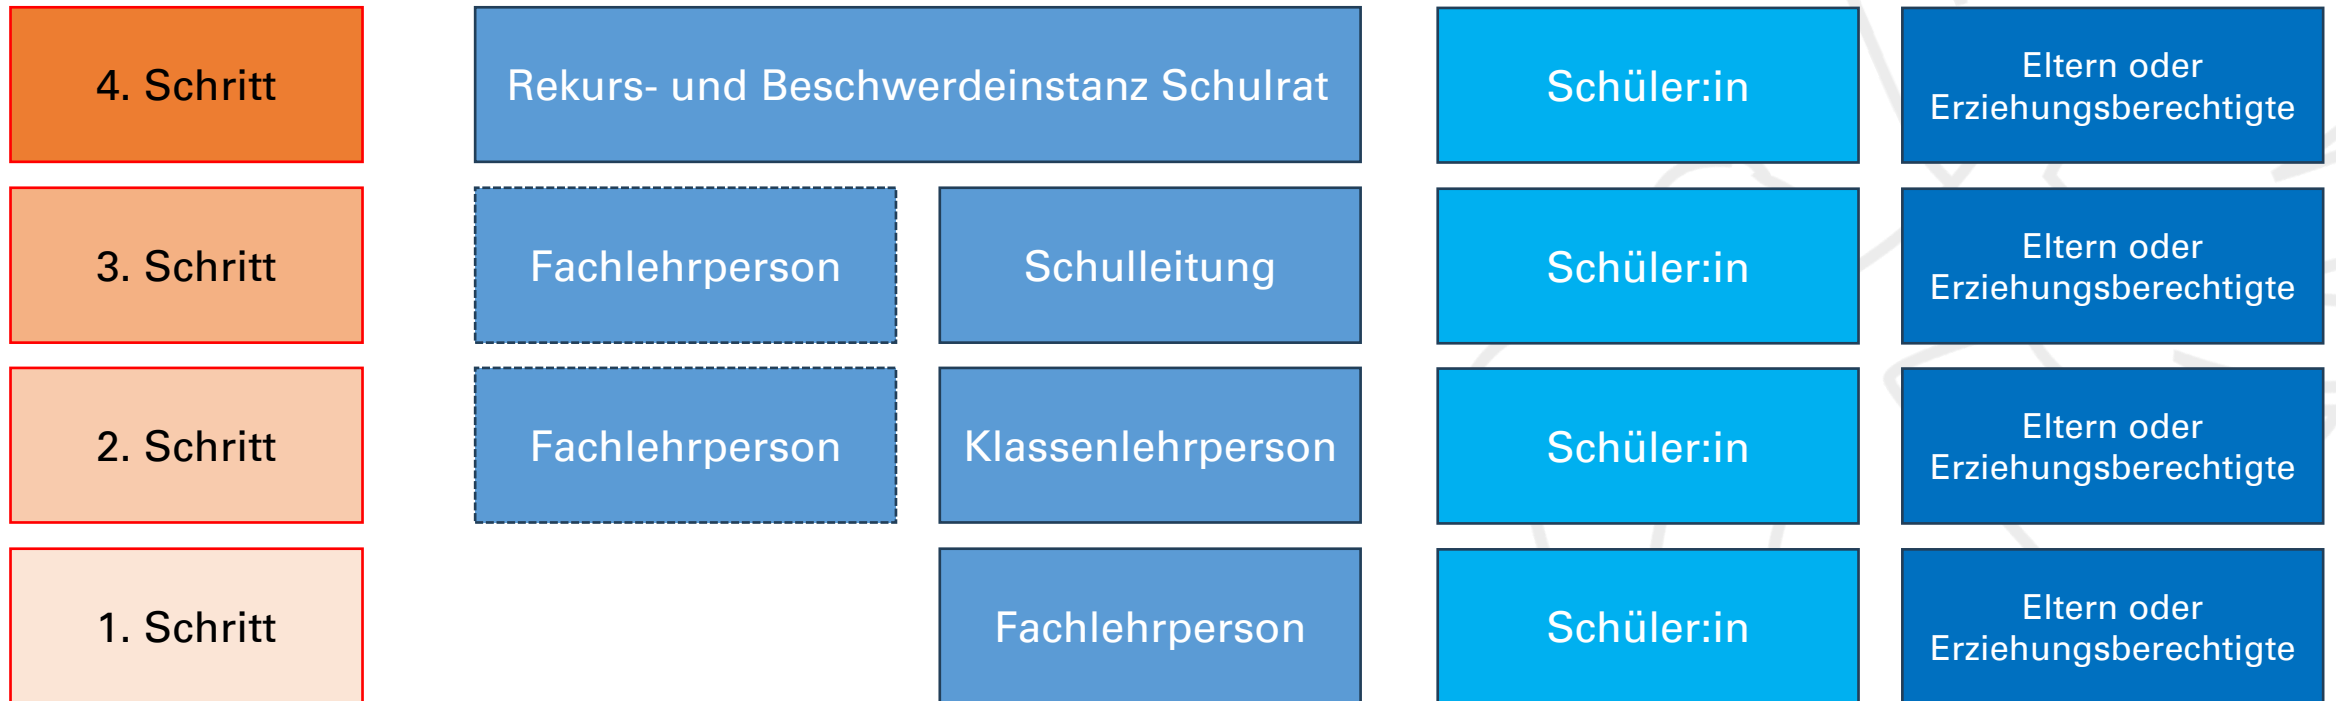 4. Schritt
Rekurs- und Beschwerdeinstanz Schulrat
Schüler:in
Eltern oder
Erziehungsberechtigte
3. Schritt
Fachlehrperson
Schulleitung
Schüler:in
Eltern oder
Erziehungsberechtigte
2. Schritt
Fachlehrperson
Klassenlehrperson
Schüler:in
Eltern oder
Erziehungsberechtigte
1. Schritt
Fachlehrperson
Schüler:in
Eltern oder
Erziehungsberechtigte